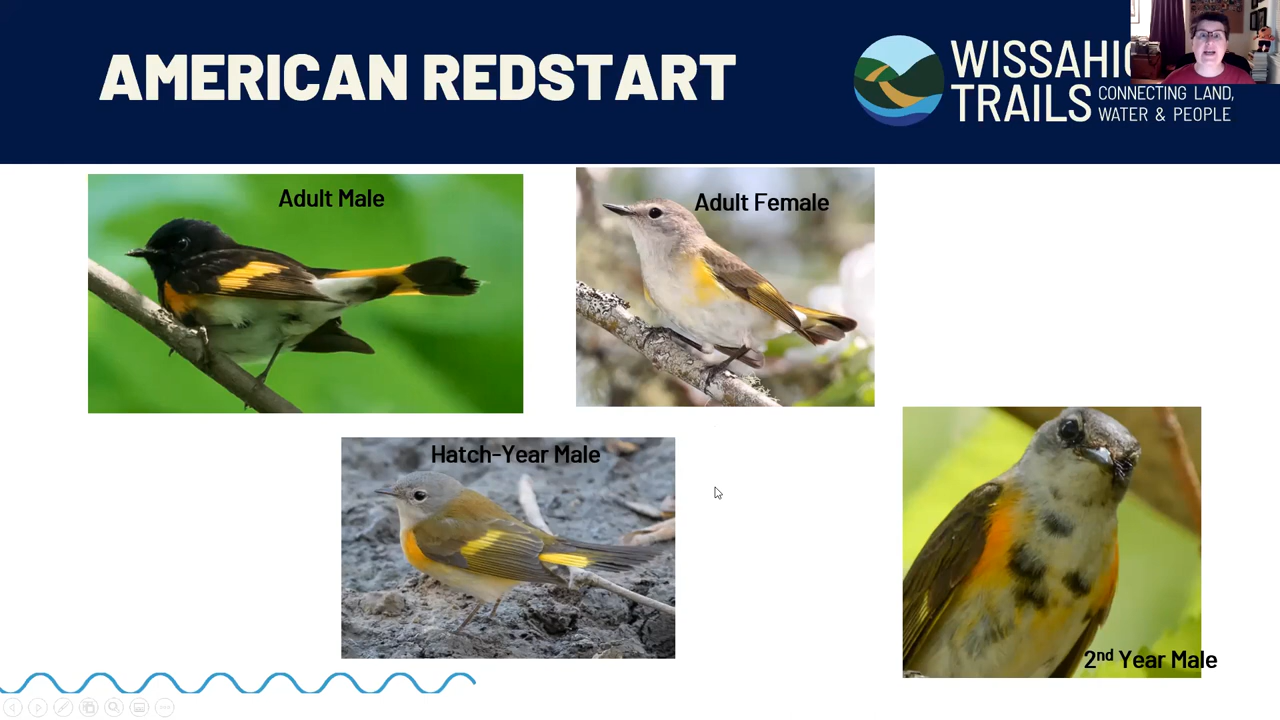 AMERICAN REDSTART
WISSAHIC
TRAILS
CONNECTING LAND,
WATER & PEOPLE
Adult Male
Adult Female
Hatch-Year Male
2nd Year Male